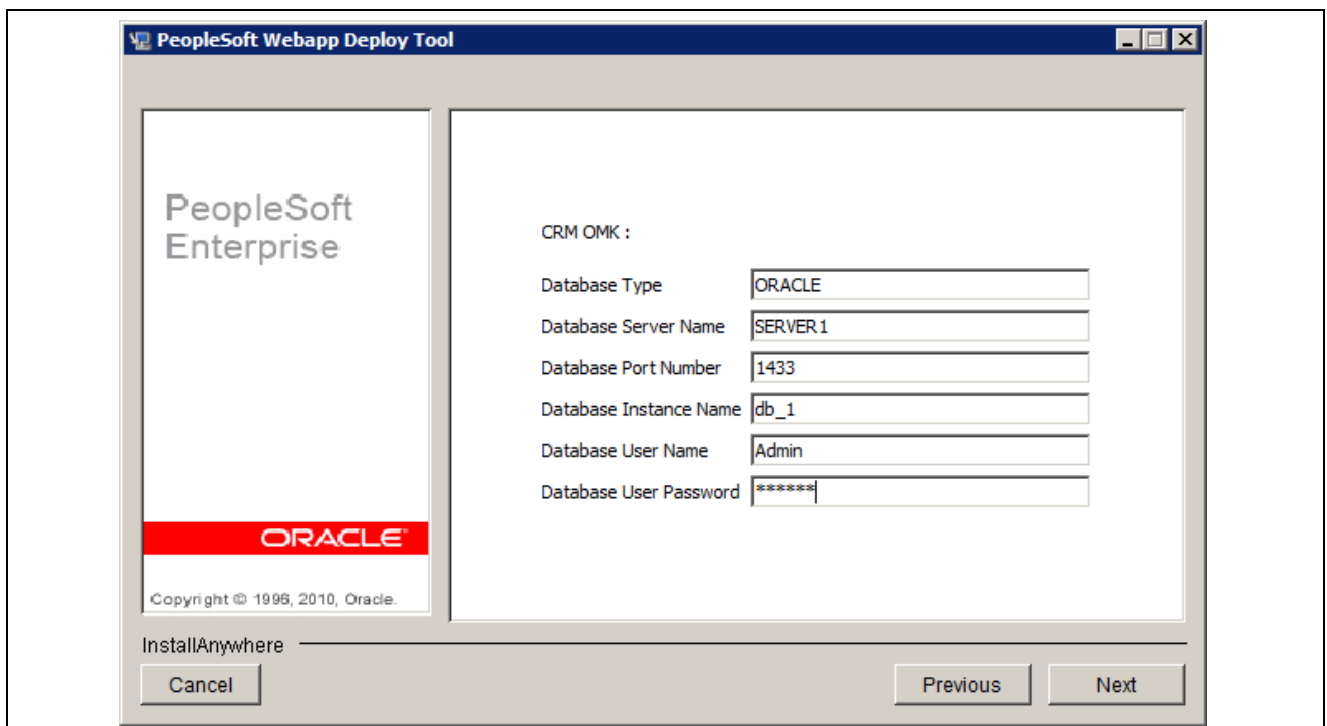 PeopleSoft Webapp Deploy Tool
PeopleSoft
Enterprise
CRM OMK :
Database Type ORACLE
Database Server Name SERVER1
Database Port Number 1433
Database Instance Name db_1
Database User Name Admin
Database User Password ******
ORACLE
Copyright © 1996, 2010, Oracle.
InstallAnywhere
Cancel Previous Next